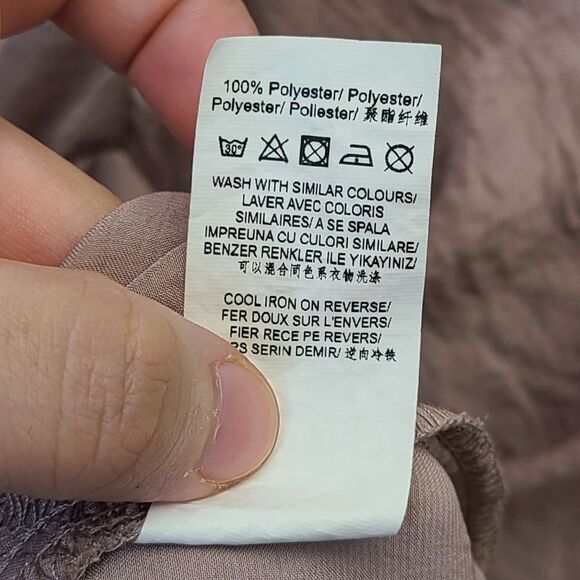 100% Polyester/ Polyester/
Polyester/ Poliester/ 聚酯纤维
30°
WASH WITH SIMILAR COLOURS/
LAVER AVEC COLORIS
SIMILAIRES/ A SE SPALA
IMPREUNA CU CULORI SIMILARE/
BENZER RENKLER ILE YIKAYINIZ/
可以混合同色系衣物洗涤
COOL IRON ON REVERSE/
FER DOUX SUR L'ENVERS/
FIER RECE PE REVERS/
SERIN DEMIR/ 逆向冷铁